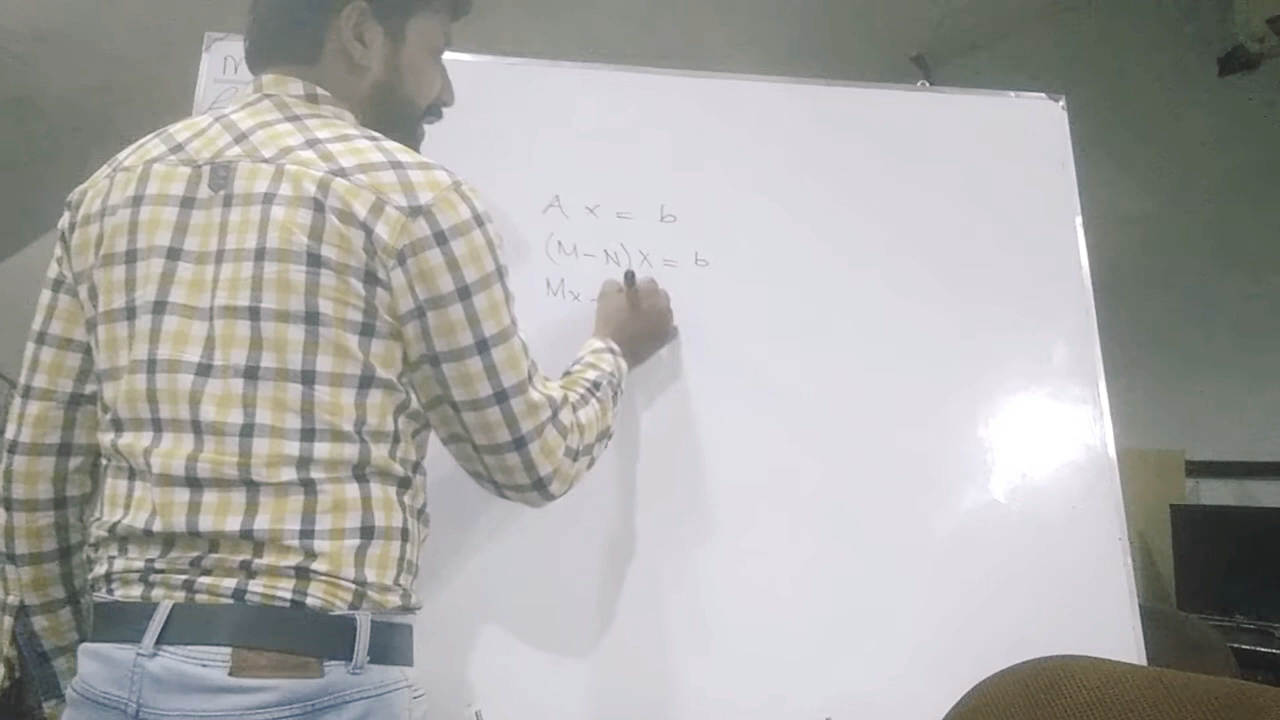 A x = b
(M-N)X = b
Mx -